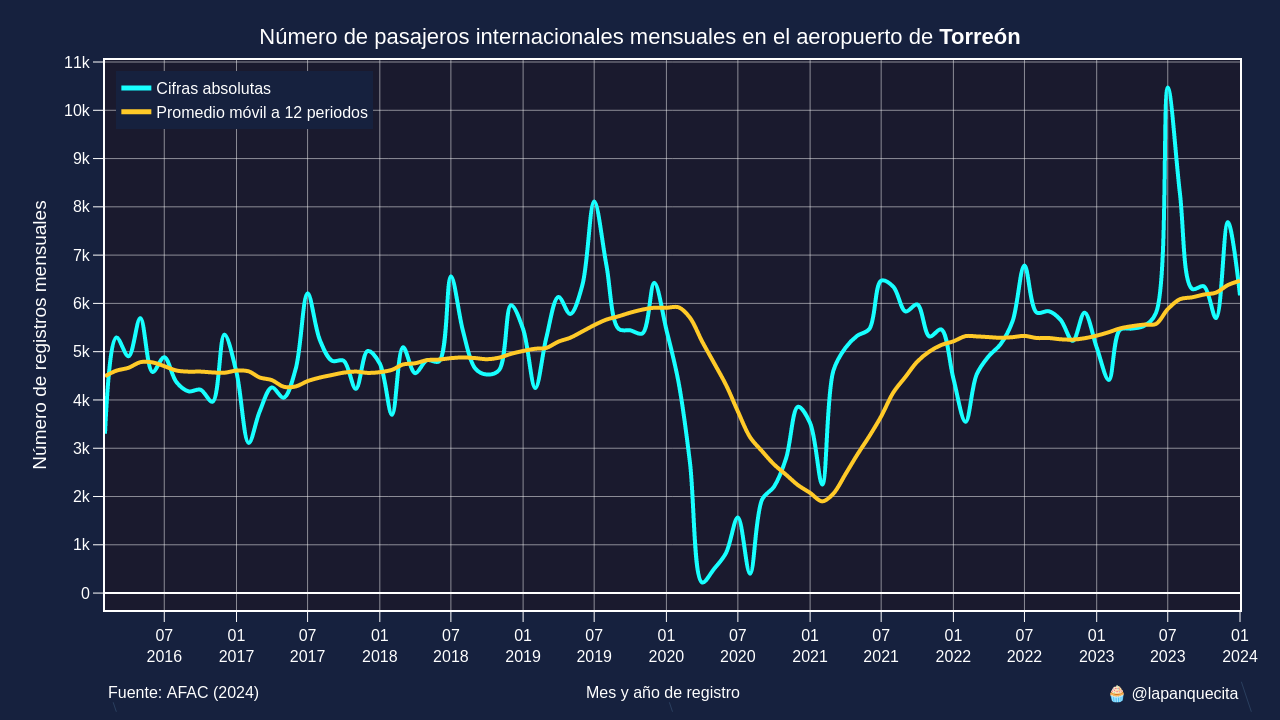 Número de pasajeros internacionales mensuales en el aeropuerto de Torreón
Cifras absolutas
Promedio móvil a 12 periodos
Número de registros mensuales
11k
10k
9k
8k
7k
6k
5k
4k
3k
2k
1k
0
07 01 07 01 07 01 07 01 07 01 07 01 07 01 07 01
2016 2017 2017 2018 2018 2019 2019 2020 2020 2021 2021 2022 2022 2023 2023 2024
Fuente: AFAC (2024) Mes y año de registro 🧁 @lapanquecita